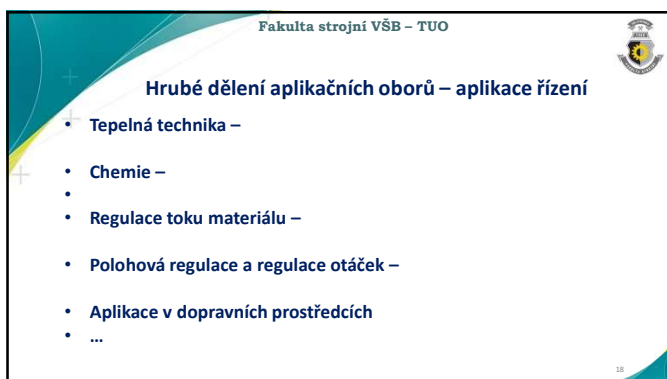 Fakulta strojní VŠB – TUO
Hrubé dělení aplikačních oborů – aplikace řízení
• Tepelná technika –
• Chemie –
•
• Regulace toku materiálu –
• Polohová regulace a regulace otáček –
• Aplikace v dopravních prostředcích
• ...
18